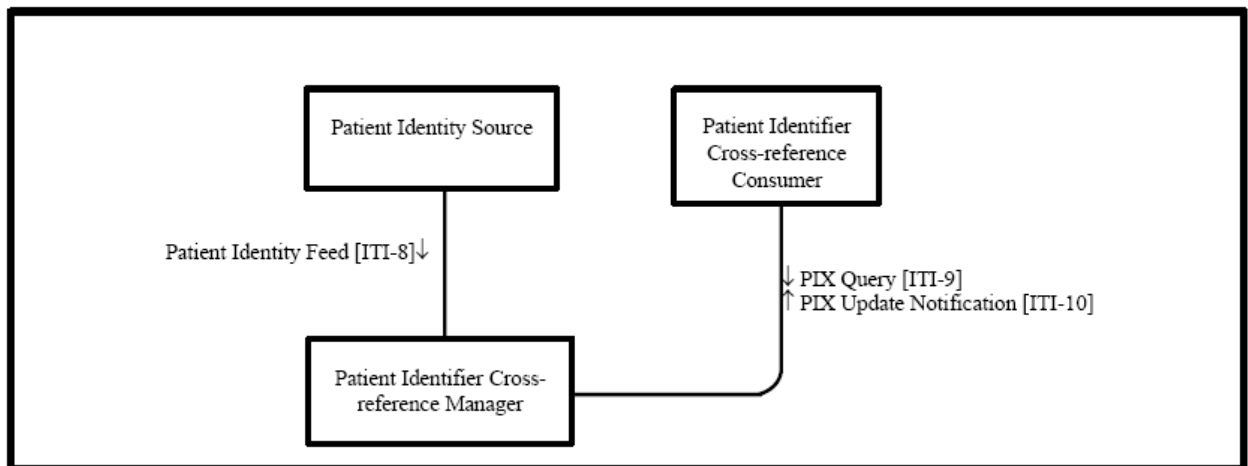 Patient Identity Source
Patient Identifier
Cross-reference
Consumer
Patient Identity Feed [ITI-8]↓
↓ PIX Query [ITI-9]
↑ PIX Update Notification [ITI-10]
Patient Identifier Cross-
reference Manager